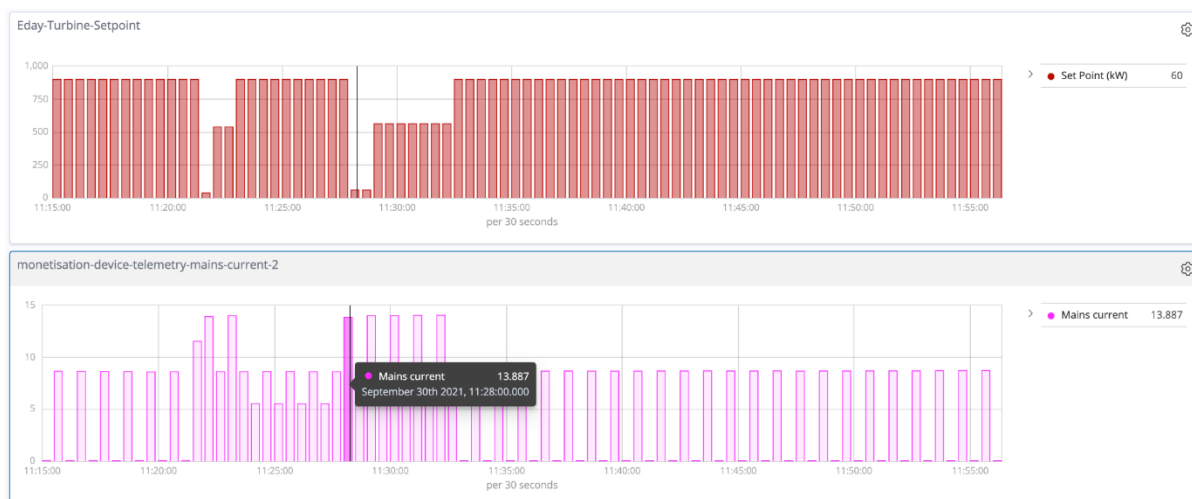 Eday-Turbine-Setpoint
1,000
750
500
250
0
11:15:00 11:20:00 11:25:00 11:30:00 11:35:00 11:40:00 11:45:00 11:50:00 11:55:00
per 30 seconds
Set Point (kW) 60
monetisation-device-telemetry-mains-current-2
15
10
5
0
Mains current 13.887
September 30th 2021, 11:28:00.000
11:15:00 11:20:00 11:25:00 11:30:00 11:35:00 11:40:00 11:45:00 11:50:00 11:55:00
per 30 seconds
Mains current 13.887